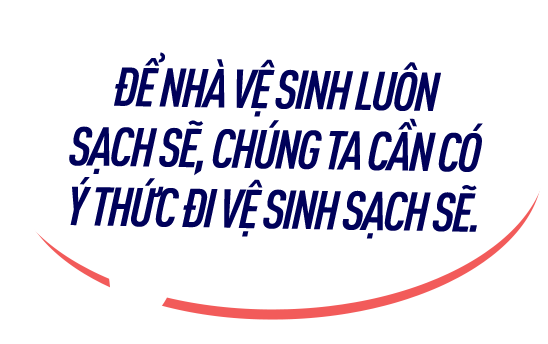 ĐỂ NHÀ VỆ SINH LUÔN
SẠCH SẼ, CHÚNG TA CẦN CÓ
Ý THỨC ĐI VỆ SINH SẠCH SẼ.